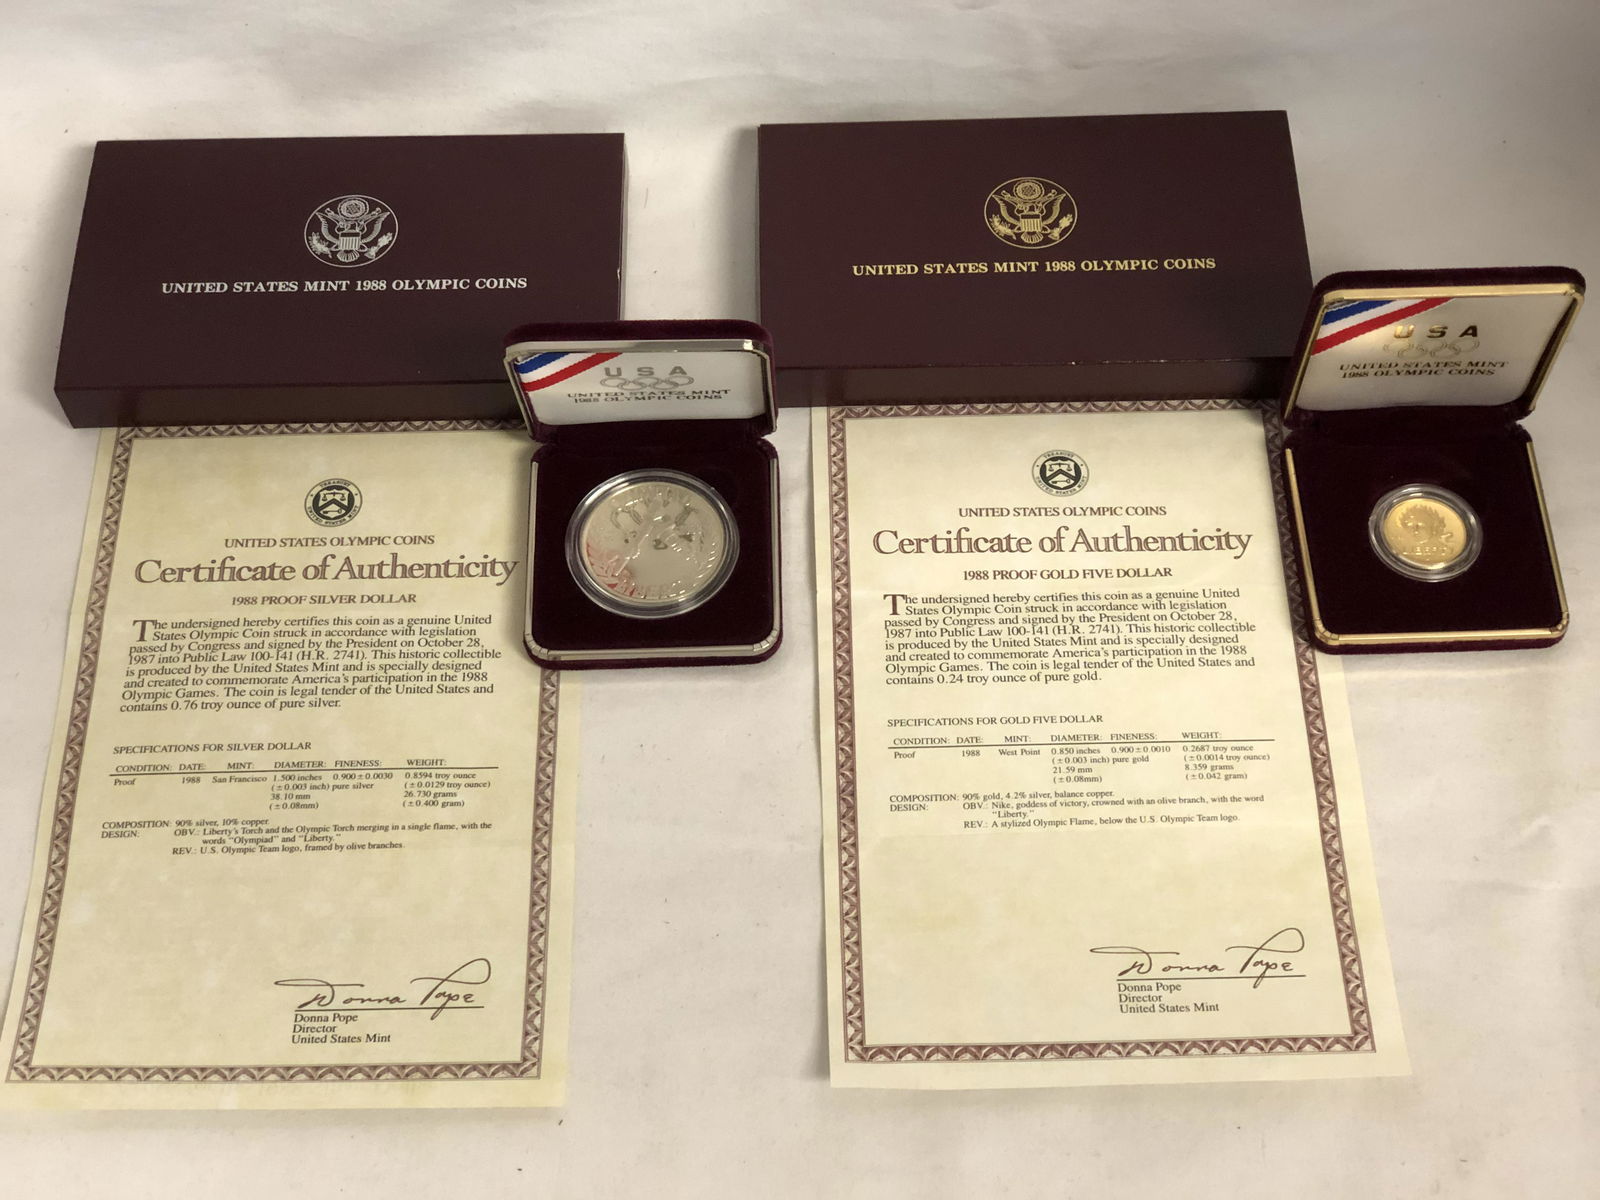 UNITED STATES MINT 1988 OLYMPIC COINS
USA
UNITED STATES MINT
1988 OLYMPIC COINS
TREASURY
UNITED STATES MINT
UNITED STATES OLYMPIC COINS
Certificate of Authenticity
1988 PROOF SILVER DOLLAR
The undersigned hereby certifies this coin as a genuine United
States Olympic Coin struck in accordance with legislation
passed by Congress and signed by the President on October 28,
1987 into Public Law 100-141 (H.R. 2741). This historic collectible
is produced by the United States Mint and is specially designed
and created to commemorate America's participation in the 1988
Olympic Games. The coin is legal tender of the United States and
contains 0.76 troy ounce of pure silver.
SPECIFICATIONS FOR SILVER DOLLAR
CONDITION: DATE: MINT: DIAMETER: FINENESS: WEIGHT:
Proof 1988 San Francisco 1.500 inches 0.900 ± 0.0030 0.8594 troy ounce
(± 0.003 inch) pure silver (± 0.0129 troy ounce)
38.10 mm 26.730 grams
(± 0.08mm) (± 0.400 gram)
COMPOSITION: 90% silver, 10% copper.
DESIGN: OBV.: Liberty's Torch and the Olympic Torch merging in a single flame, with the
words "Olympiad" and "Liberty."
REV.: U.S. Olympic Team logo, framed by olive branches.
Donna Pope
Donna Pope
Director
United States Mint
UNITED STATES MINT 1988 OLYMPIC COINS
USA
UNITED STATES MINT
1988 OLYMPIC COINS
LIBERTY
TREASURY
UNITED STATES MINT
UNITED STATES OLYMPIC COINS
Certificate of Authenticity
1988 PROOF GOLD FIVE DOLLAR
The undersigned hereby certifies this coin as a genuine United
States Olympic Coin struck in accordance with legislation
passed by Congress and signed by the President on October 28,
1987 into Public Law 100-141 (H.R. 2741). This historic collectible
is produced by the United States Mint and is specially designed
and created to commemorate America's participation in the 1988
Olympic Games. The coin is legal tender of the United States and
contains 0.24 troy ounce of pure gold.
SPECIFICATIONS FOR GOLD FIVE DOLLAR
CONDITION: DATE: MINT: DIAMETER: FINENESS: WEIGHT:
Proof 1988 West Point 0.850 inches 0.900 ± 0.0010 0.2687 troy ounce
(± 0.003 inch) pure gold (± 0.0014 troy ounce)
21.59 mm 8.359 grams
(± 0.08mm) (± 0.042 gram)
COMPOSITION: 90% gold, 4.2% silver, balance copper.
DESIGN: OBV.: Nike, goddess of victory, crowned with an olive branch, with the word
"Liberty."
REV.: A stylized Olympic Flame, below the U.S. Olympic Team logo.
Donna Pope
Donna Pope
Director
United States Mint